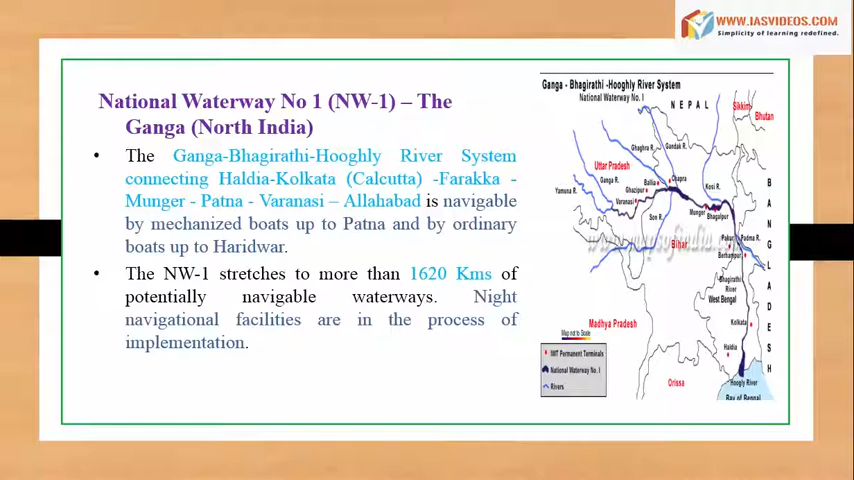 WWW.IASVIDEOS.COM
Simplicity of learning redefined.
National Waterway No 1 (NW-1) – The
Ganga (North India)
• The Ganga-Bhagirathi-Hooghly River System
connecting Haldia-Kolkata (Calcutta) -Farakka -
Munger - Patna - Varanasi – Allahabad is navigable
by mechanized boats up to Patna and by ordinary
boats up to Haridwar.
• The NW-1 stretches to more than 1620 Kms of
potentially navigable waterways. Night
navigational facilities are in the process of
implementation.
Ganga - Bhagirathi -Hooghly River System
National Waterway No. I
NEPAL
Sikkim
Bhutan
Ghaghra R.
Gandak R.
Uttar Pradesh
Ganga R.
Ballia
Chapra
Kosi R.
Yamuna R.
Ghazipur
Varanasi
Munger
Bhagalpur
Son R.
BANGLADESH
Bihar
Pakur
Padma R.
Berhampur
Bhagirathi
River
West Bengal
Madhya Pradesh
Kolkata
Map not to Scale
Haldia
IWT Permanent Terminals
National Waterway No. I
Rivers
Orissa
Hoogly River
Bay of Bengal